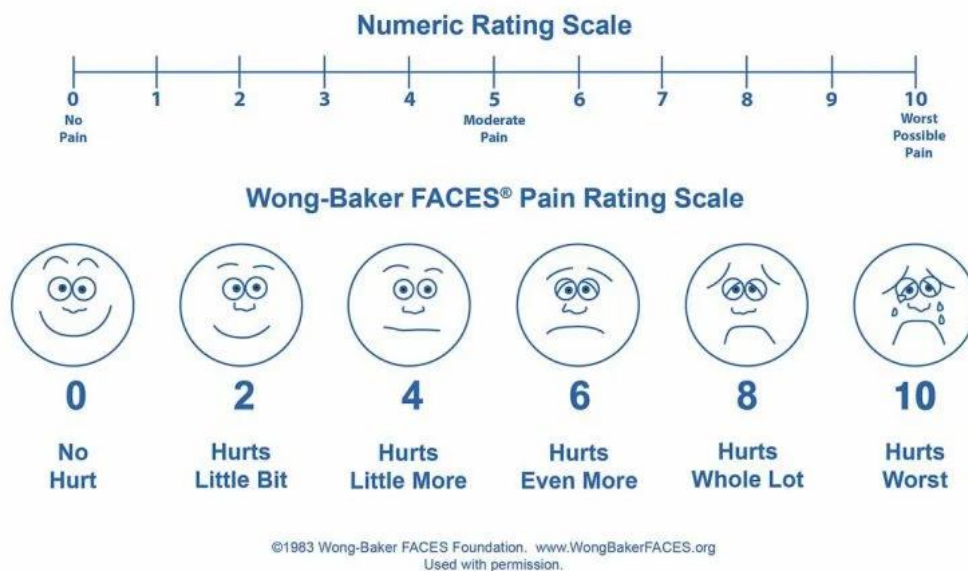 Numeric Rating Scale
0 1 2 3 4 5 6 7 8 9 10
No Pain
Moderate Pain
Worst Possible Pain
Wong-Baker FACES® Pain Rating Scale
0 2 4 6 8 10
No Hurt
Hurts Little Bit
Hurts Little More
Hurts Even More
Hurts Whole Lot
Hurts Worst
©1983 Wong-Baker FACES Foundation. www.WongBakerFACES.org
Used with permission.